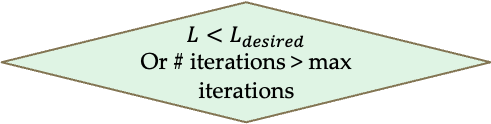 L < L_desired
Or # iterations > max
iterations